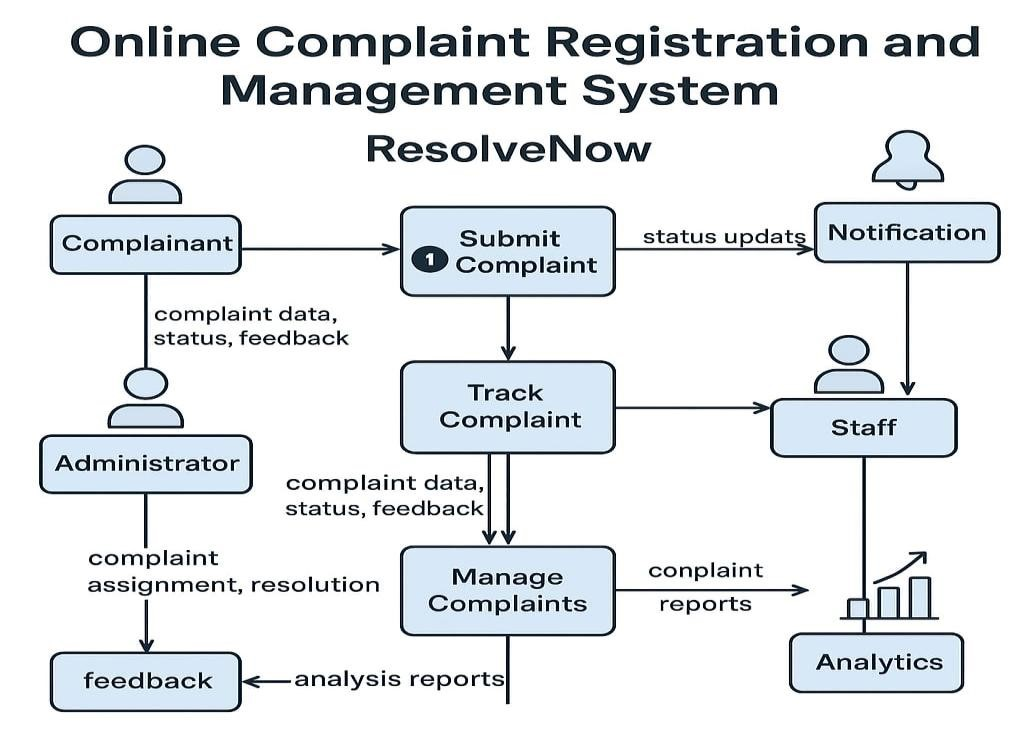 Online Complaint Registration and
Management System
ResolveNow
Complainant
1
Submit
Complaint
status updats
Notification
complaint data,
status, feedback
Track
Complaint
Staff
Administrator
complaint data,
status, feedback
complaint
assignment, resolution
Manage
Complaints
conplaint
reports
feedback
analysis reports
Analytics